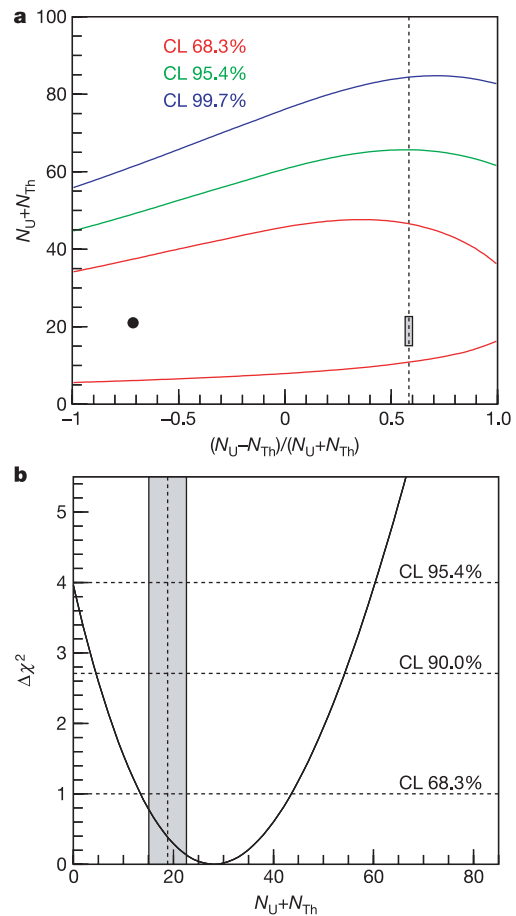 a
100
80
60
40
20
0
N_U+N_Th
CL 68.3%
CL 95.4%
CL 99.7%
−1
−0.5
0
0.5
1.0
(N_U−N_Th)/(N_U+N_Th)
b
5
4
3
2
1
0
Δχ²
CL 95.4%
CL 90.0%
CL 68.3%
0
20
40
60
80
N_U+N_Th